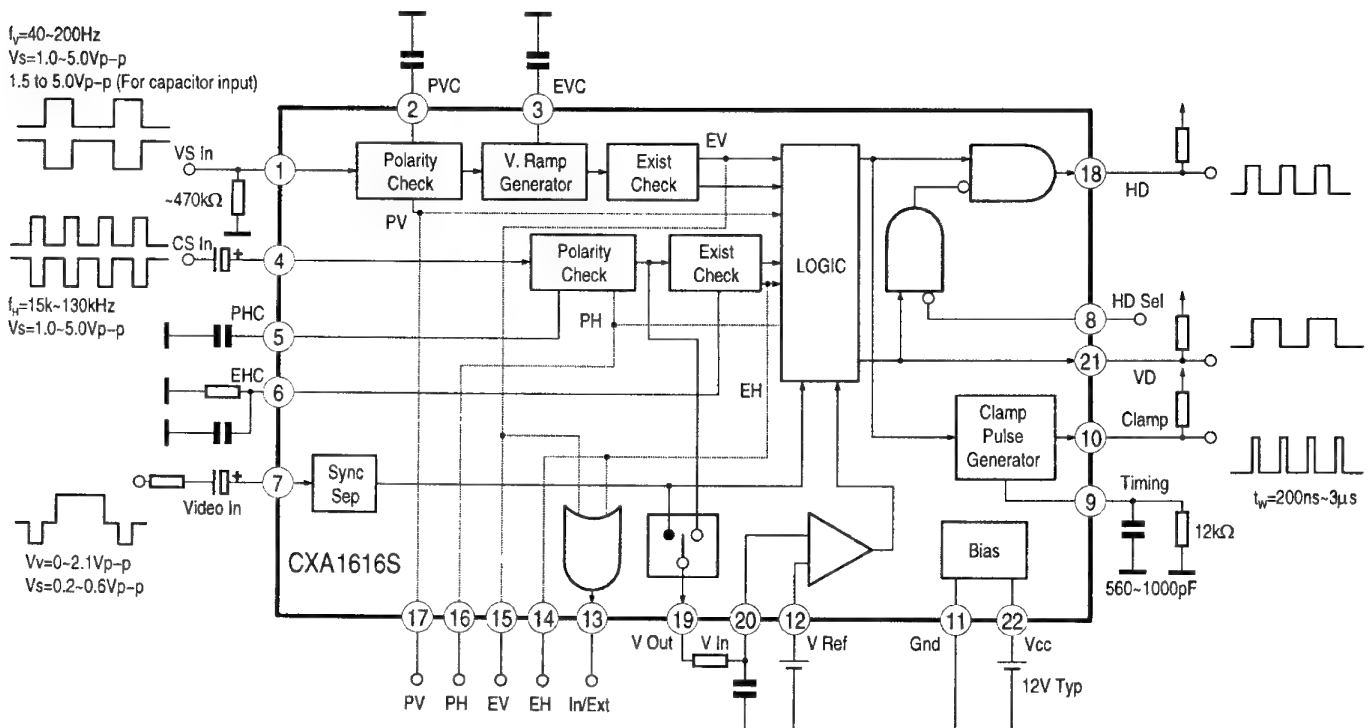 fV=40~200Hz
Vs=1.0~5.0Vp-p
1.5 to 5.0Vp-p (For capacitor input)
PVC
EVC
2
3
VS In
1
~470kΩ
Polarity
Check
V. Ramp
Generator
Exist
Check
EV
PV
LOGIC
18
HD
CS In
4
Polarity
Check
Exist
Check
fH=15k~130kHz
Vs=1.0~5.0Vp-p
PHC
5
PH
HD Sel
8
21
VD
EHC
6
EH
Clamp
Pulse
Generator
Clamp
10
7
Video In
Sync
Sep
Timing
9
tw=200ns~3µs
12kΩ
560~1000pF
Vv=0~2.1Vp-p
Vs=0.2~0.6Vp-p
CXA1616S
Bias
17
16
15
14
13
19
20
12
11
22
V Out
V In
V Ref
Gnd
Vcc
12V Typ
PV
PH
EV
EH
In/Ext